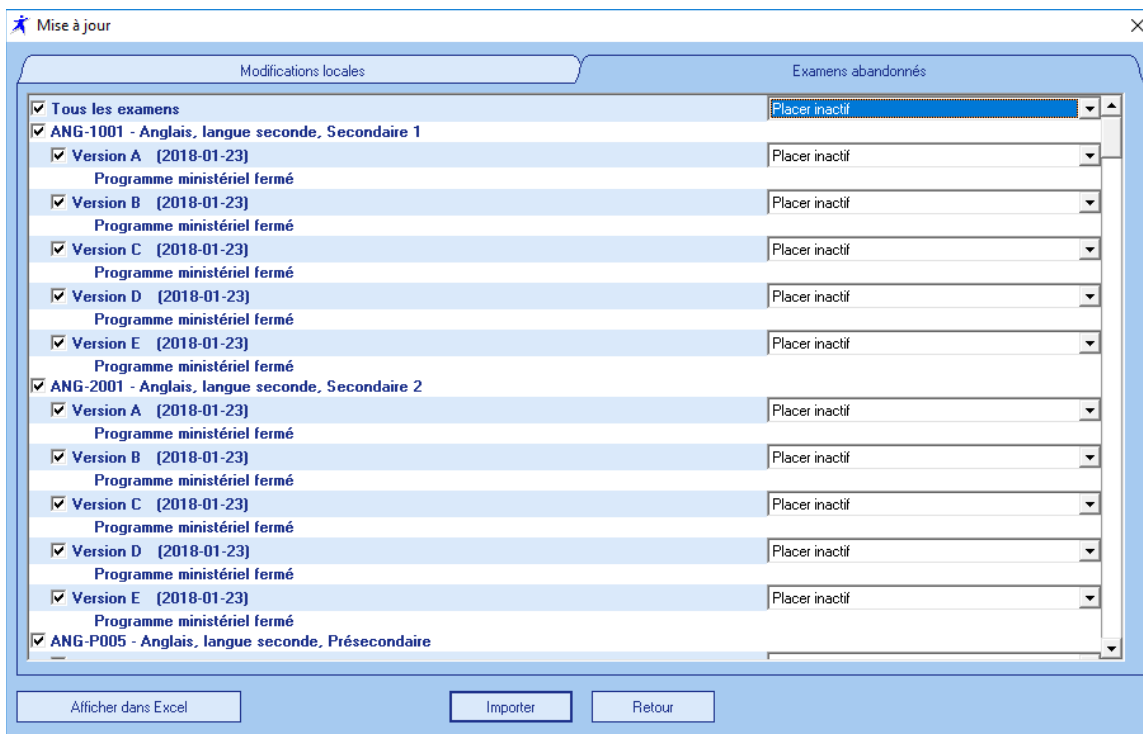 Mise à jour
Modifications locales
Examens abandonnés
Tous les examens Placer inactif
ANG-1001 - Anglais, langue seconde, Secondaire 1
Version A (2018-01-23) Placer inactif
Programme ministériel fermé
Version B (2018-01-23) Placer inactif
Programme ministériel fermé
Version C (2018-01-23) Placer inactif
Programme ministériel fermé
Version D (2018-01-23) Placer inactif
Programme ministériel fermé
Version E (2018-01-23) Placer inactif
Programme ministériel fermé
ANG-2001 - Anglais, langue seconde, Secondaire 2
Version A (2018-01-23) Placer inactif
Programme ministériel fermé
Version B (2018-01-23) Placer inactif
Programme ministériel fermé
Version C (2018-01-23) Placer inactif
Programme ministériel fermé
Version D (2018-01-23) Placer inactif
Programme ministériel fermé
Version E (2018-01-23) Placer inactif
Programme ministériel fermé
ANG-P005 - Anglais, langue seconde, Présecondaire
Afficher dans Excel
Importer
Retour